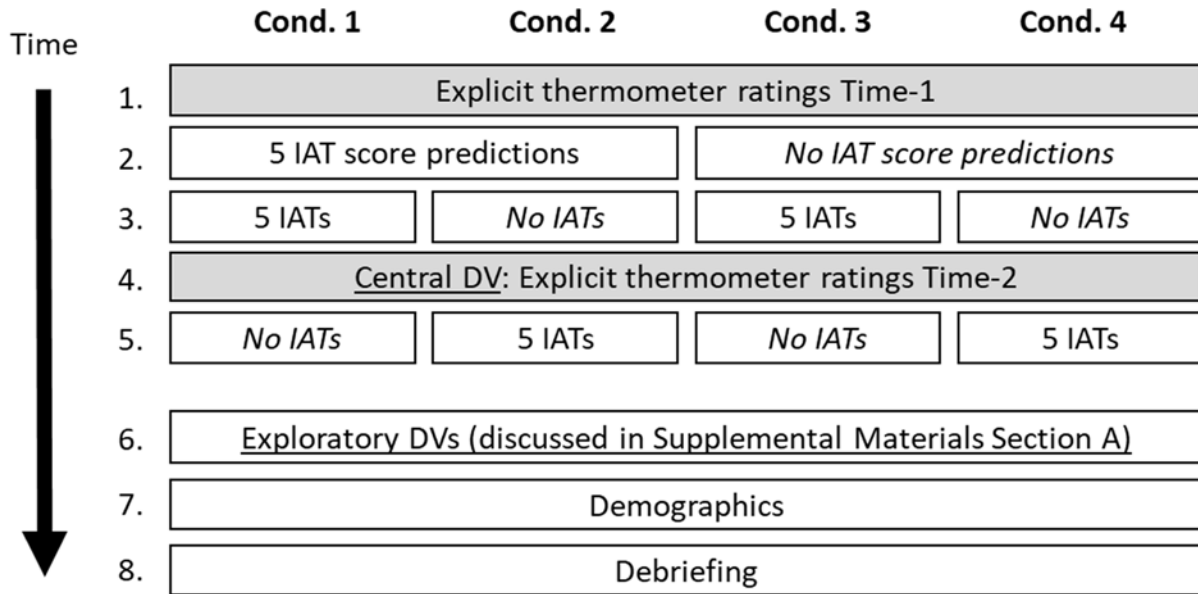 Cond. 1 Cond. 2 Cond. 3 Cond. 4
Time
1. Explicit thermometer ratings Time-1
2. 5 IAT score predictions No IAT score predictions
3. 5 IATs No IATs 5 IATs No IATs
4. Central DV: Explicit thermometer ratings Time-2
5. No IATs 5 IATs No IATs 5 IATs
6. Exploratory DVs (discussed in Supplemental Materials Section A)
7. Demographics
8. Debriefing